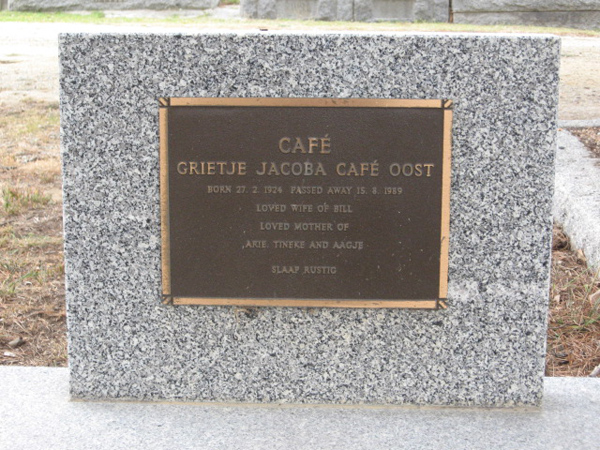 CAFÉ
GRIETJE JACOBA CAFÉ OOST
BORN 27. 2. 1924 PASSED AWAY 15. 8. 1989
LOVED WIFE OF BILL
LOVED MOTHER OF
ARIE, TINEKE AND AAGJE
SLAAP RUSTIG